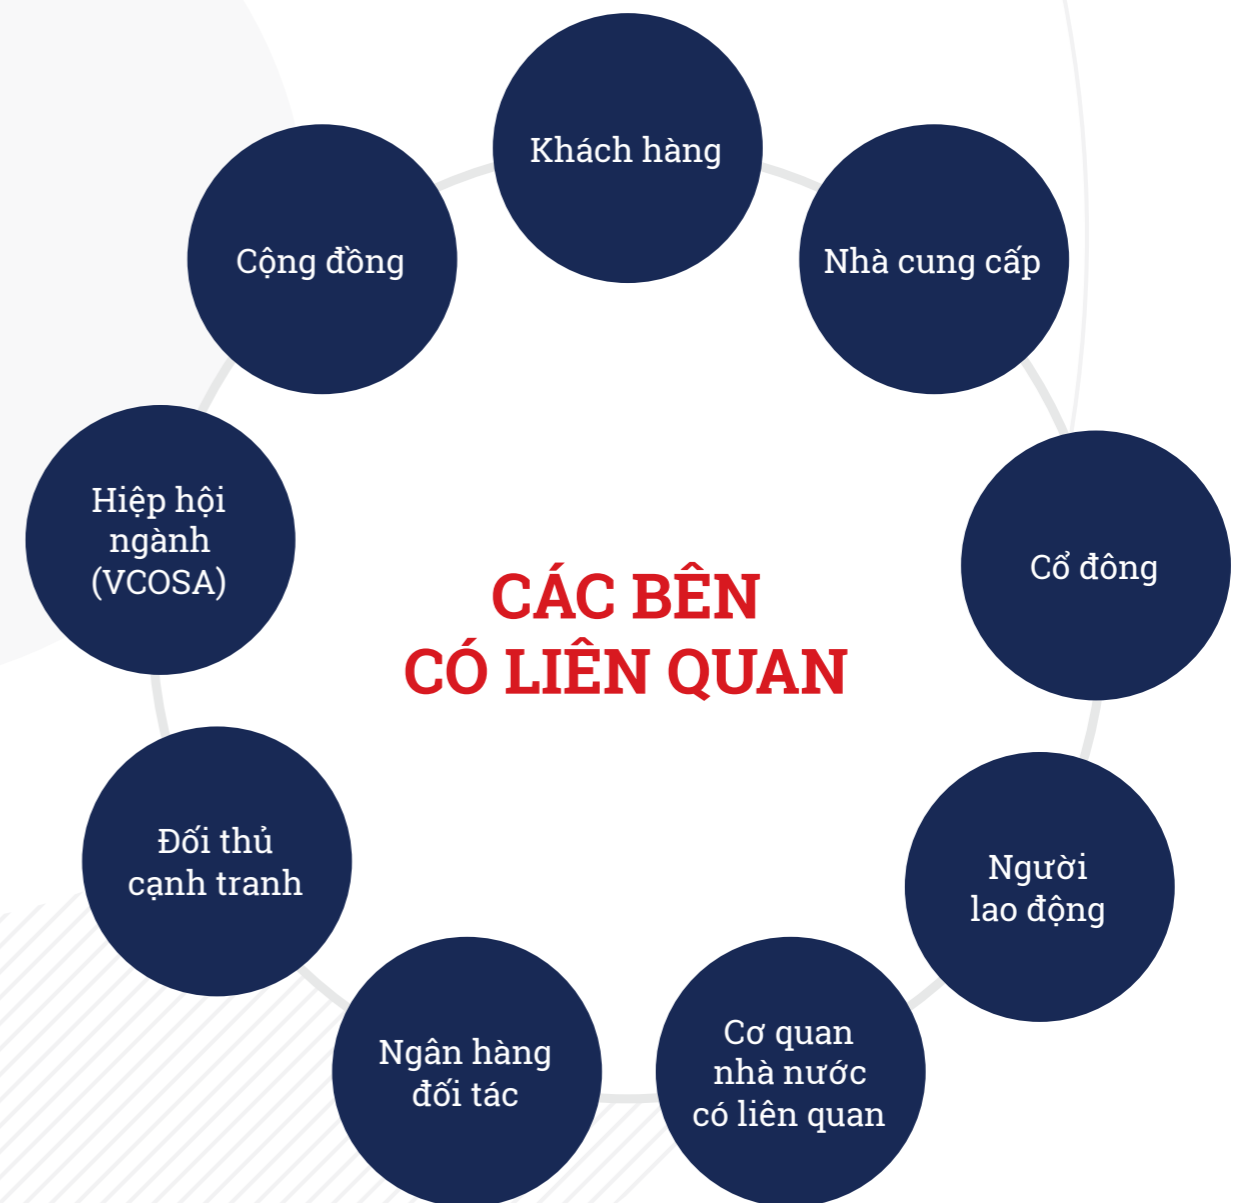 Khách hàng
Nhà cung cấp
Cổ đông
Người
lao động
Cơ quan
nhà nước
có liên quan
Ngân hàng
đối tác
Đối thủ
cạnh tranh
Hiệp hội
ngành
(VCOSA)
Cộng đồng
CÁC BÊN
CÓ LIÊN QUAN